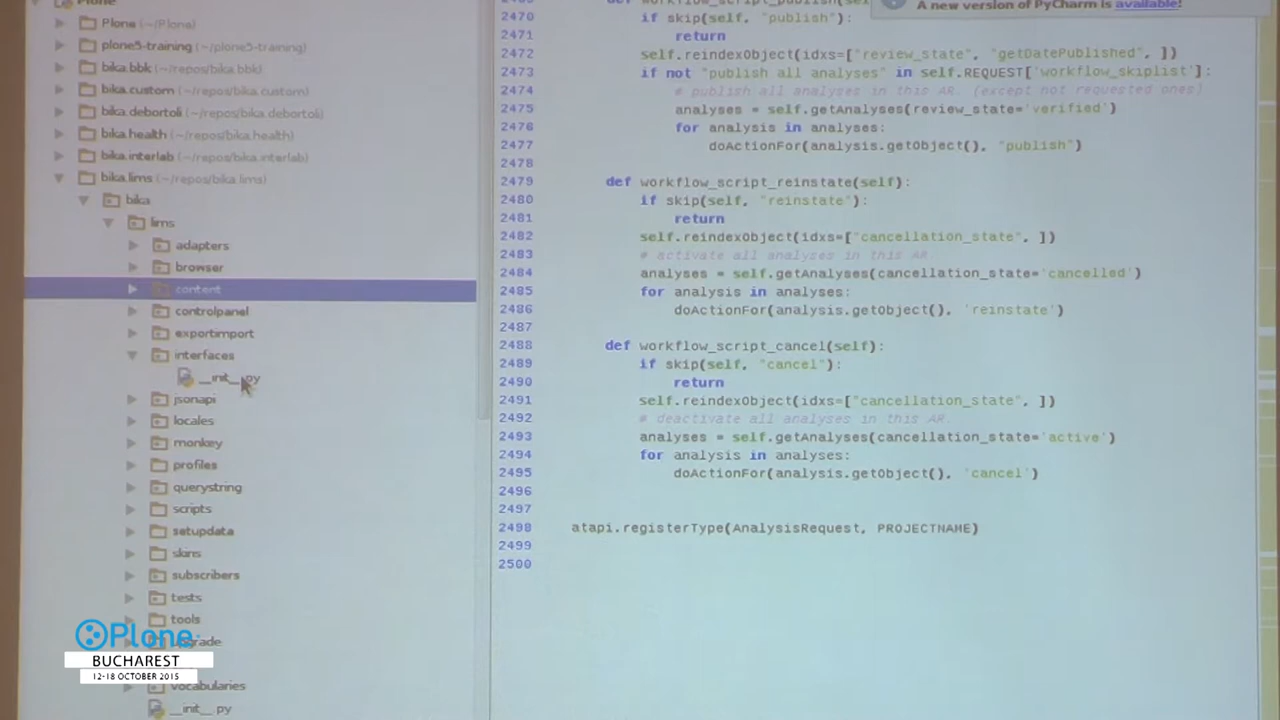 Plone
Plone (~/Plone)
plone5-training (~/plone5-training)
bika.bbk (~/repos/bika.bbk)
bika.custom (~/repos/bika.custom)
bika.debortoli (~/repos/bika.debortoli)
bika.health (~/repos/bika.health)
bika.interlab (~/repos/bika.interlab)
bika.lims (~/repos/bika.lims)
bika
lims
adapters
browser
content
controlpanel
exportimport
interfaces
__init__.py
jsonapi
locales
monkey
profiles
querystring
scripts
setupdata
skins
subscribers
tests
tools
vocabularies
__init__.py
A new version of PyCharm is available!
2470 if skip(self, "publish"):
2471 return
2472 self.reindexObject(idxs=["review_state", "getDatePublished", ])
2473 if not "publish all analyses" in self.REQUEST['workflow_skiplist']:
2474 # publish all analyses in this AR. (except not requested ones)
2475 analyses = self.getAnalyses(review_state='verified')
2476 for analysis in analyses:
2477 doActionFor(analysis.getObject(), "publish")
2478
2479 def workflow_script_reinstate(self):
2480 if skip(self, "reinstate"):
2481 return
2482 self.reindexObject(idxs=["cancellation_state", ])
2483 # activate all analyses in this AR.
2484 analyses = self.getAnalyses(cancellation_state='cancelled')
2485 for analysis in analyses:
2486 doActionFor(analysis.getObject(), 'reinstate')
2487
2488 def workflow_script_cancel(self):
2489 if skip(self, "cancel"):
2490 return
2491 self.reindexObject(idxs=["cancellation_state", ])
2492 # deactivate all analyses in this AR.
2493 analyses = self.getAnalyses(cancellation_state='active')
2494 for analysis in analyses:
2495 doActionFor(analysis.getObject(), 'cancel')
2496
2497
2498 atapi.registerType(AnalysisRequest, PROJECTNAME)
2499
2500
Plone
BUCHAREST
12-18 OCTOBER 2015